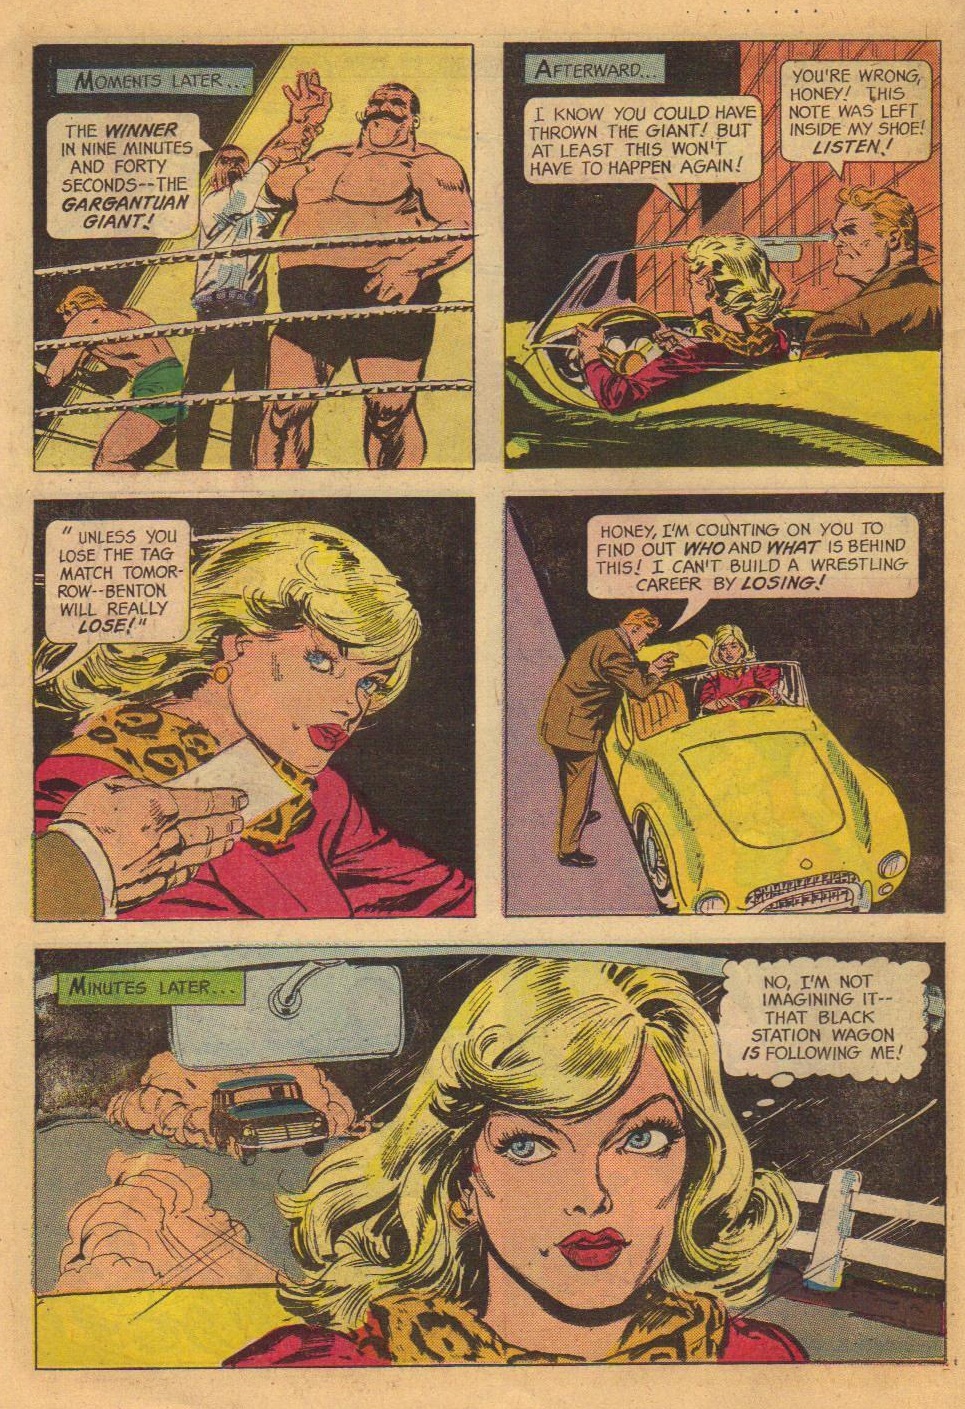 MOMENTS LATER...
THE WINNER
IN NINE MINUTES
AND FORTY
SECONDS--THE
GARGANTUAN
GIANT!
AFTERWARD...
I KNOW YOU COULD HAVE
THROWN THE GIANT! BUT
AT LEAST THIS WON'T
HAVE TO HAPPEN AGAIN!
YOU'RE WRONG,
HONEY! THIS
NOTE WAS LEFT
INSIDE MY SHOE!
LISTEN!
"UNLESS YOU
LOSE THE TAG
MATCH TOMOR-
ROW--BENTON
WILL REALLY
LOSE!"
HONEY, I'M COUNTING ON YOU TO
FIND OUT WHO AND WHAT IS BEHIND
THIS! I CAN'T BUILD A WRESTLING
CAREER BY LOSING!
MINUTES LATER...
NO, I'M NOT
IMAGINING IT--
THAT BLACK
STATION WAGON
IS FOLLOWING ME!